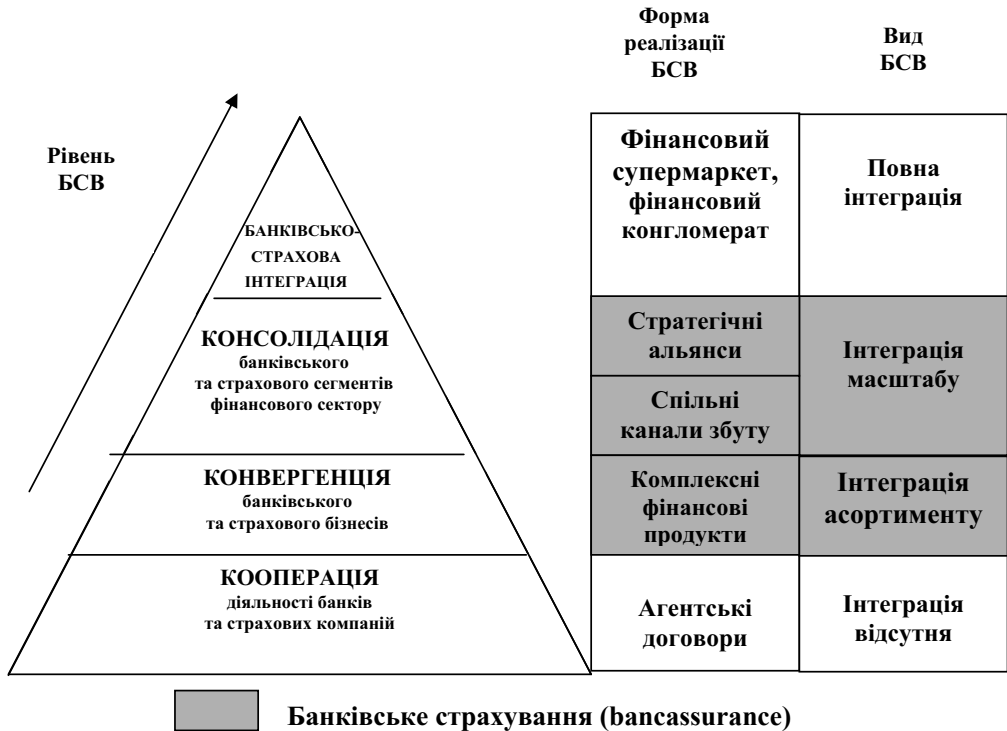 Форма
реалізації
БСВ
Вид
БСВ
Рівень
БСВ
БАНКІВСЬКО-
СТРАХОВА
ІНТЕГРАЦІЯ
Фінансовий
супермаркет,
фінансовий
конгломерат
Повна
інтеграція
КОНСОЛІДАЦІЯ
банківського
та страхового сегментів
фінансового сектору
Стратегічні
альянси
Спільні
канали збуту
Інтеграція
масштабу
КОНВЕРГЕНЦІЯ
банківського
та страхового бізнесів
Комплексні
фінансові
продукти
Інтеграція
асортименту
КООПЕРАЦІЯ
діяльності банків
та страхових компаній
Агентські
договори
Інтеграція
відсутня
Банківське страхування (bancassurance)